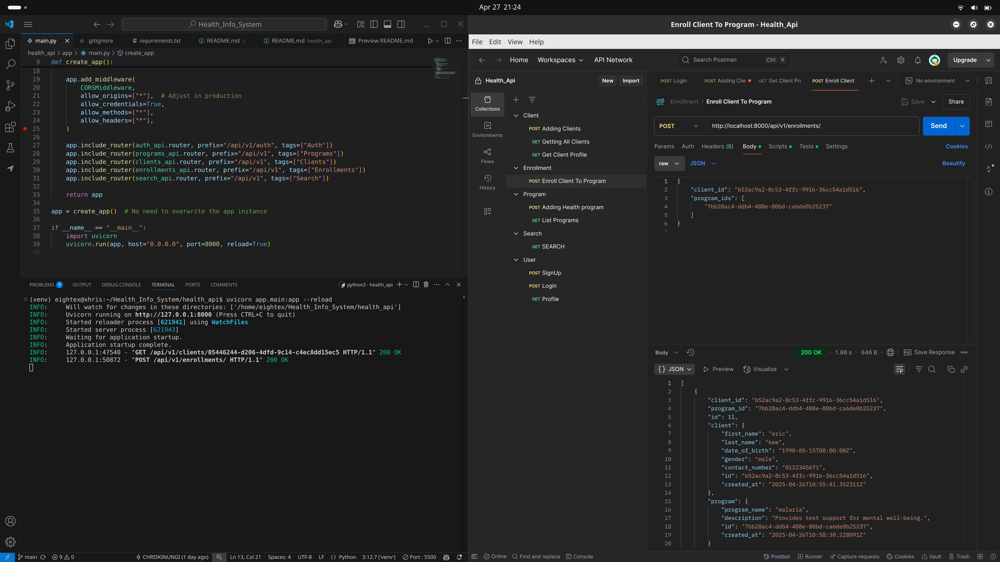 Apr 27 21:24
Health_Info_System
main.py
.gitignore
requirements.txt
README.md ./
README.md health_api
Preview README.md
health_api > app > main.py > create_app
9 def create_app():
18
19 app.add_middleware(
20 CORSMiddleware,
21 allow_origins=["*"],  # Adjust in production
22 allow_credentials=True,
23 allow_methods=["*"],
24 allow_headers=["*"],
25 )
26
27 app.include_router(auth_api.router, prefix="/api/v1/auth", tags=["Auth"])
28 app.include_router(programs_api.router, prefix="/api/v1", tags=["Programs"])
29 app.include_router(clients_api.router, prefix="/api/v1", tags=["Clients"])
30 app.include_router(enrollments_api.router, prefix="/api/v1", tags=["Enrollments"])
31 app.include_router(search_api.router, prefix="/api/v1", tags=["Search"])
32
33 return app
34
35 app = create_app()  # No need to overwrite the app instance
36
37 if __name__ == "__main__":
38 import uvicorn
39 uvicorn.run(app, host="0.0.0.0", port=8000, reload=True)
40
PROBLEMS 9 OUTPUT DEBUG CONSOLE TERMINAL PORTS COMMENTS
python3 - health_api
(venv) eightex@xhris:~/Health_Info_System/health_api$ uvicorn app.main:app --reload
INFO: Will watch for changes in these directories: ['/home/eightex/Health_Info_System/health_api']
INFO: Uvicorn running on http://127.0.0.1:8000 (Press CTRL+C to quit)
INFO: Started reloader process [621941] using WatchFiles
INFO: Started server process [621943]
INFO: Waiting for application startup.
INFO: Application startup complete.
INFO: 127.0.0.1:47540 - "GET /api/v1/clients/05446244-d206-4dfd-9c14-c4ec8dd15ec5 HTTP/1.1" 200 OK
INFO: 127.0.0.1:50872 - "POST /api/v1/enrollments/ HTTP/1.1" 200 OK
main 9 0 CHRISKINUNGI (1 day ago) Ln 13, Col 21 Spaces: 4 UTF-8 LF {} Python 3.12.7 ('venv') Port : 5500
Enroll Client To Program - Health_Api
File Edit View Help
Home Workspaces API Network
Search Postman Ctrl K
Upgrade
Health_Api New Import
Collections
Environments
Flows
History
Client
POST Adding Clients
GET Getting All Clients
GET Get Client Profile
Enrollment
POST Enroll Client To Program
Program
POST Adding Health program
GET List Programs
Search
GET SEARCH
User
POST SignUp
POST Login
GET Profile
POST Login
POST Adding Clie
GET Get Client Prc
POST Enroll Client
No environment
HTTP Enrollment / Enroll Client To Program
Save Share
POST http://localhost:8000/api/v1/enrollments/ Send
Params Auth Headers (8) Body Scripts Tests Settings Cookies
raw JSON Beautify
1 {
2 "client_id": "b52ac9a2-8c53-4ffc-9916-36cc54a1d516",
3 "program_ids": [
4 "7bb28ac4-ddb4-488e-80bd-ca6de0b25237"
5 ]
6 }
7
Body 200 OK 1.86 s 646 B e.g. Save Response
{} JSON Preview Visualize
1 [
2 {
3 "client_id": "b52ac9a2-8c53-4ffc-9916-36cc54a1d516",
4 "program_id": "7bb28ac4-ddb4-488e-80bd-ca6de0b25237",
5 "id": 11,
6 "client": {
7 "first_name": "eric",
8 "last_name": "kew",
9 "date_of_birth": "1990-05-15T00:00:00Z",
10 "gender": "male",
11 "contact_number": "0122345671",
12 "id": "b52ac9a2-8c53-4ffc-9916-36cc54a1d516",
13 "created_at": "2025-04-26T10:55:41.352311Z"
14 },
15 "program": {
16 "program_name": "malaria",
17 "description": "Provides test support for mental well-being.",
18 "id": "7bb28ac4-ddb4-488e-80bd-ca6de0b25237",
19 "created_at": "2025-04-26T10:58:30.228091Z"
20 }
Online Find and replace Console Postbot Runner Capture requests Cookies Vault Trash